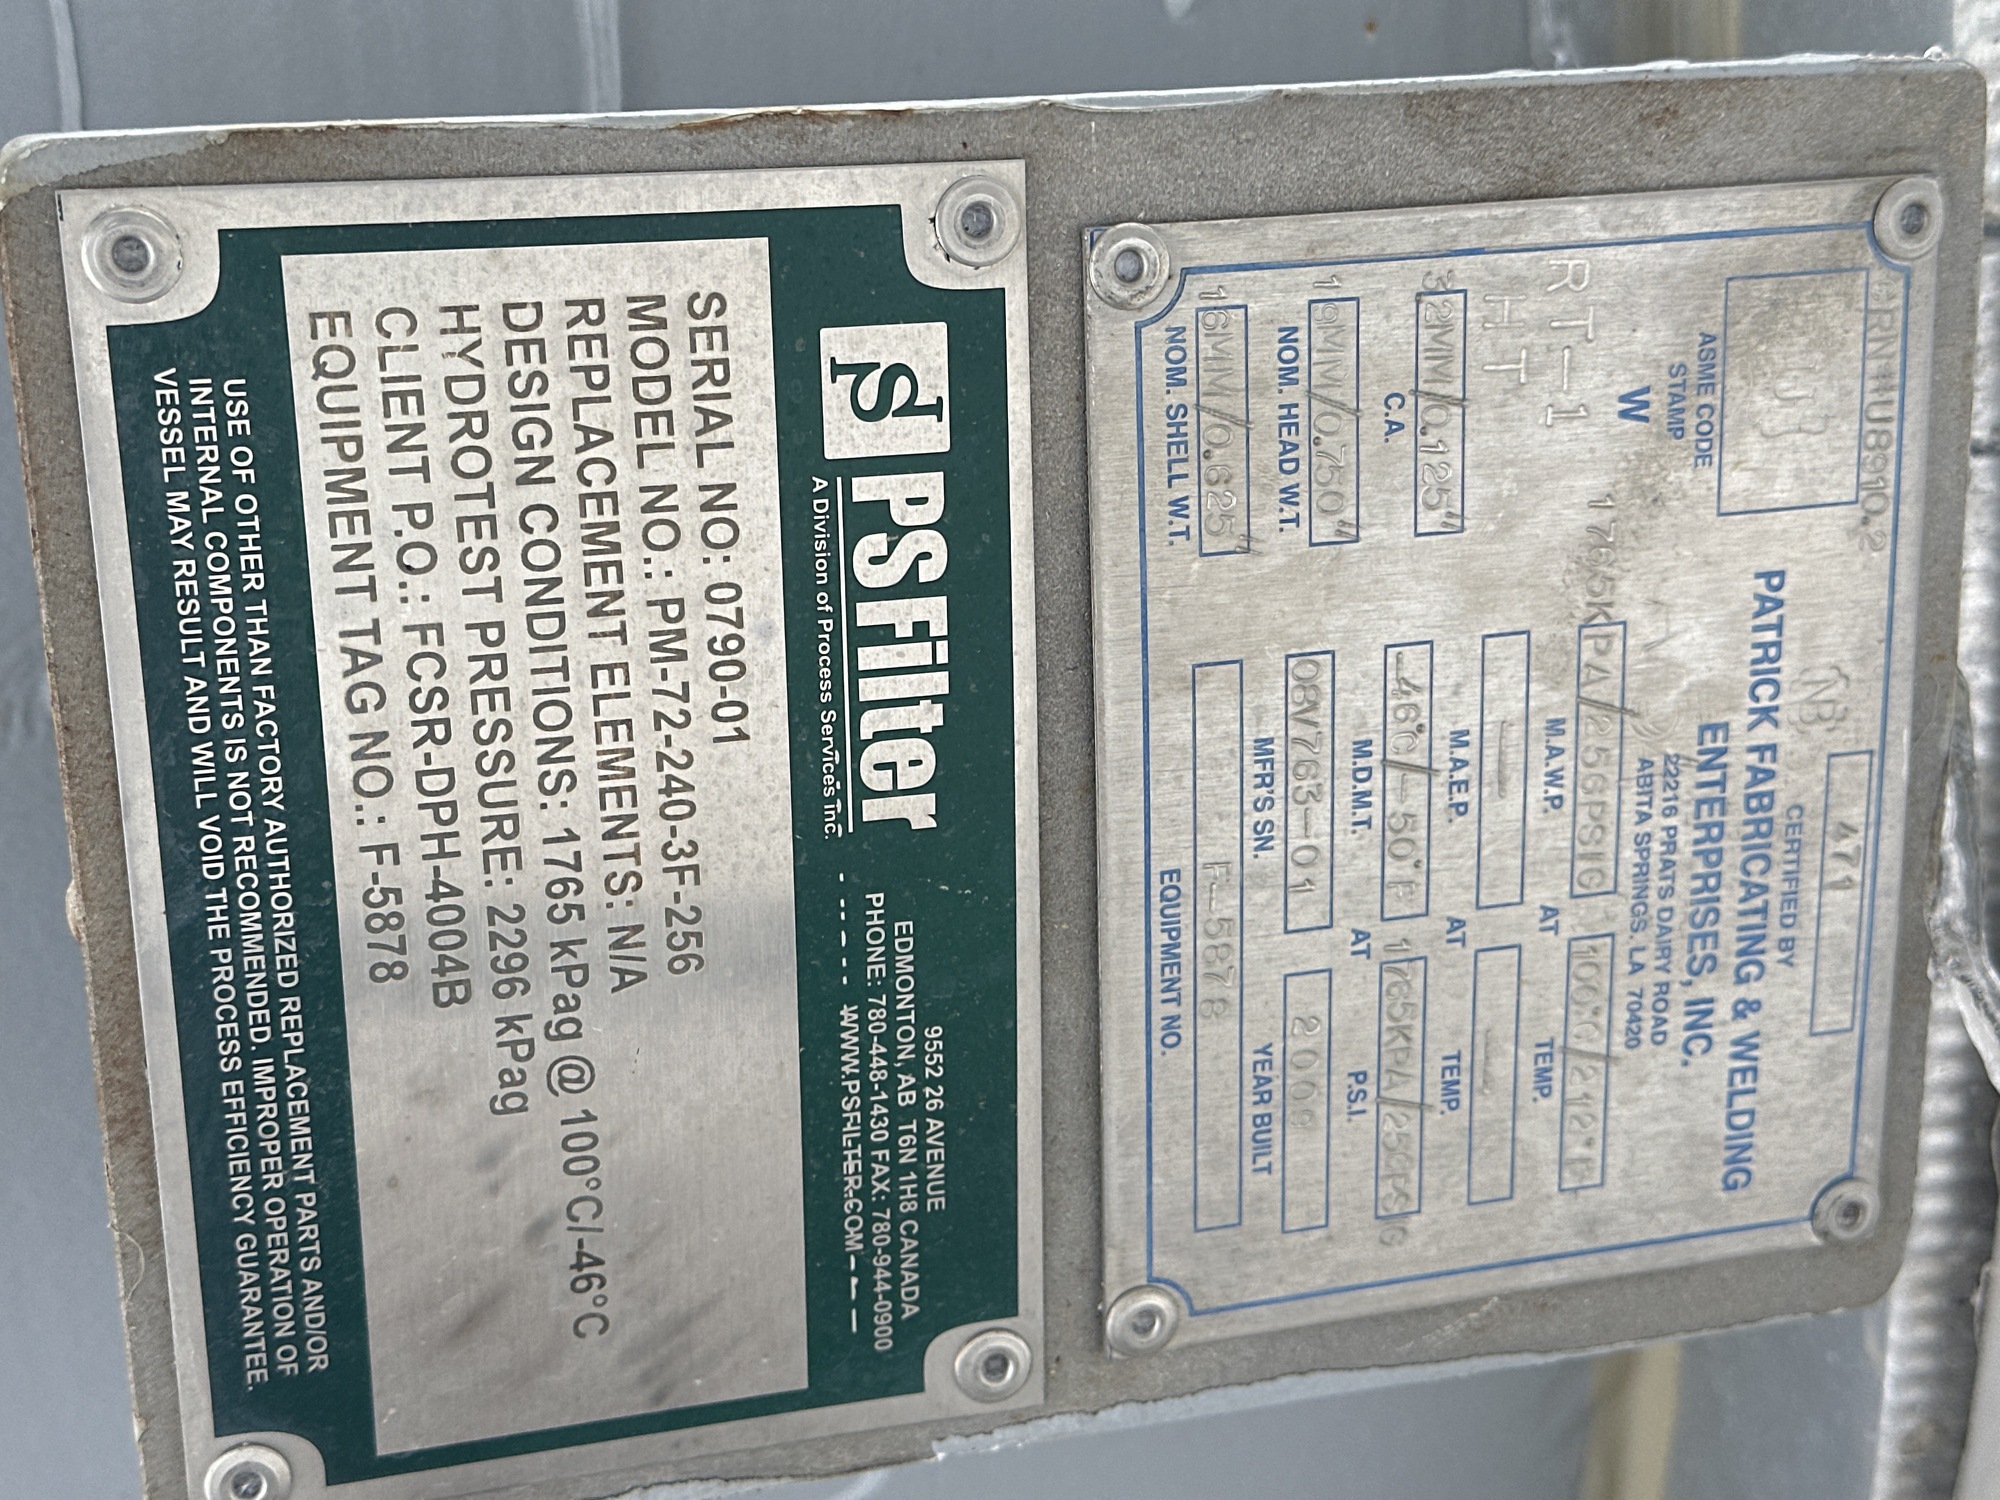 CRN#U8910.2
NB 471
U
ASME CODE
STAMP
W
RT-1
HT
CERTIFIED BY
PATRICK FABRICATING & WELDING
ENTERPRISES, INC.
22216 PRATS DAIRY ROAD
ABITA SPRINGS, LA 70420
1765KPA/256PSIG AT 100°C/212°F
M.A.W.P. TEMP.
— AT —
M.A.E.P. TEMP.
3.2MM/0.125"
C.A.
-46°C/-50°F AT 1765KPA/256PSIG
M.D.M.T. P.S.I.
19MM/0.750"
NOM. HEAD W.T.
08V763-01 2009
MFR'S SN. YEAR BUILT
16MM/0.625"
NOM. SHELL W.T.
F-5878
EQUIPMENT NO.
PSFilter
A Division of Process Services Inc.
9552 26 AVENUE
EDMONTON, AB T6N 1H8 CANADA
PHONE: 780-448-1430 FAX: 780-944-0900
WWW.PSFILTER.COM
SERIAL NO: 0790-01
MODEL NO.: PM-72-240-3F-256
REPLACEMENT ELEMENTS: N/A
DESIGN CONDITIONS: 1765 kPag @ 100°C/-46°C
HYDROTEST PRESSURE: 2296 kPag
CLIENT P.O.: FCSR-DPH-4004B
EQUIPMENT TAG NO.: F-5878
USE OF OTHER THAN FACTORY AUTHORIZED REPLACEMENT PARTS AND/OR
INTERNAL COMPONENTS IS NOT RECOMMENDED. IMPROPER OPERATION OF
VESSEL MAY RESULT AND WILL VOID THE PROCESS EFFICIENCY GUARANTEE.